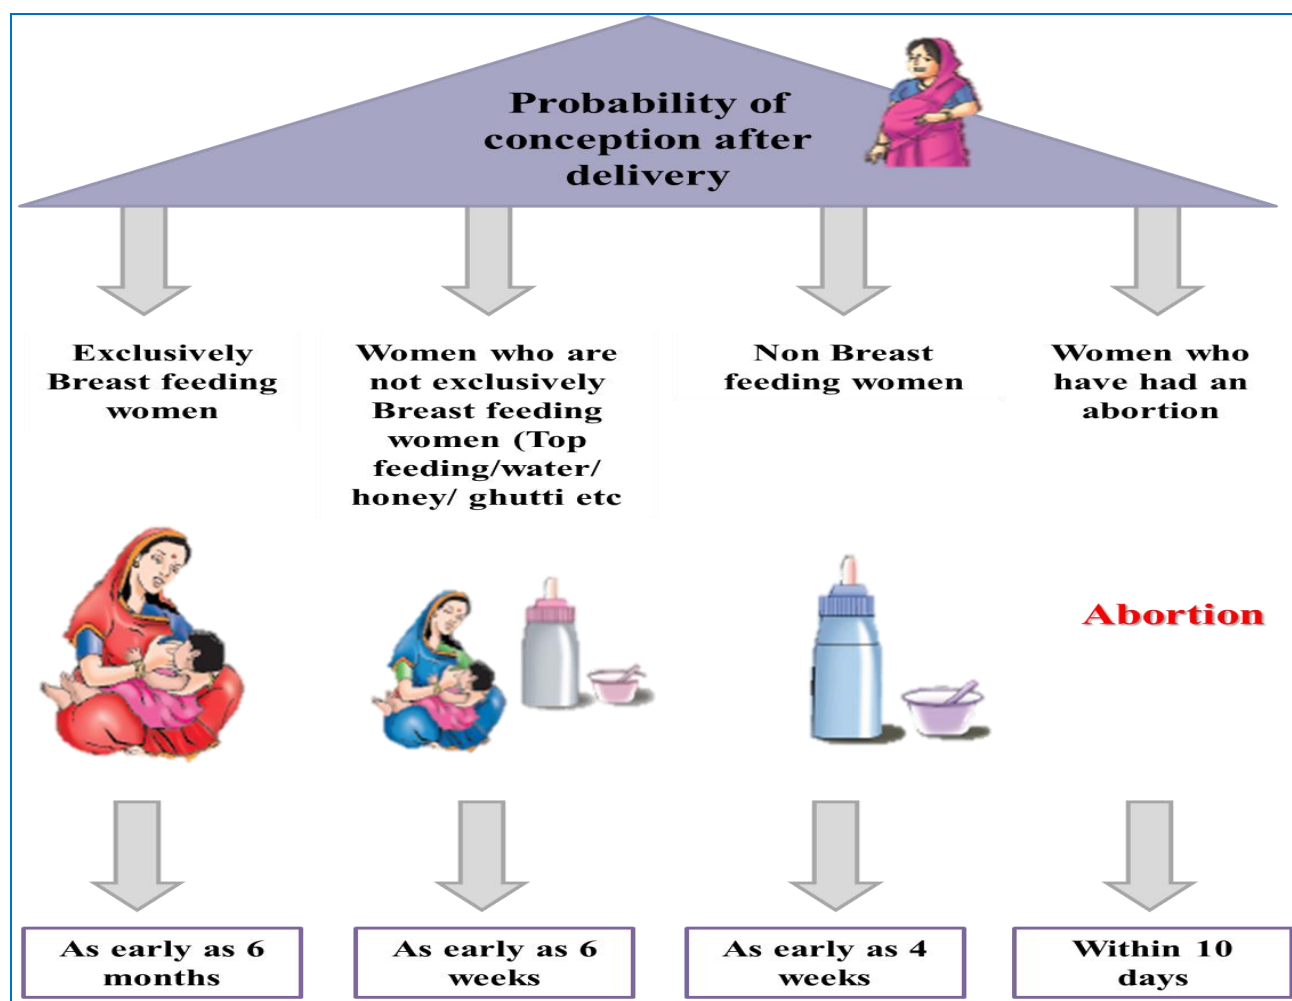 Probability of
conception after
delivery
Exclusively
Breast feeding
women
Women who are
not exclusively
Breast feeding
women (Top
feeding/water/
honey/ ghutti etc
Non Breast
feeding women
Women who
have had an
abortion
Abortion
As early as 6
months
As early as 6
weeks
As early as 4
weeks
Within 10
days